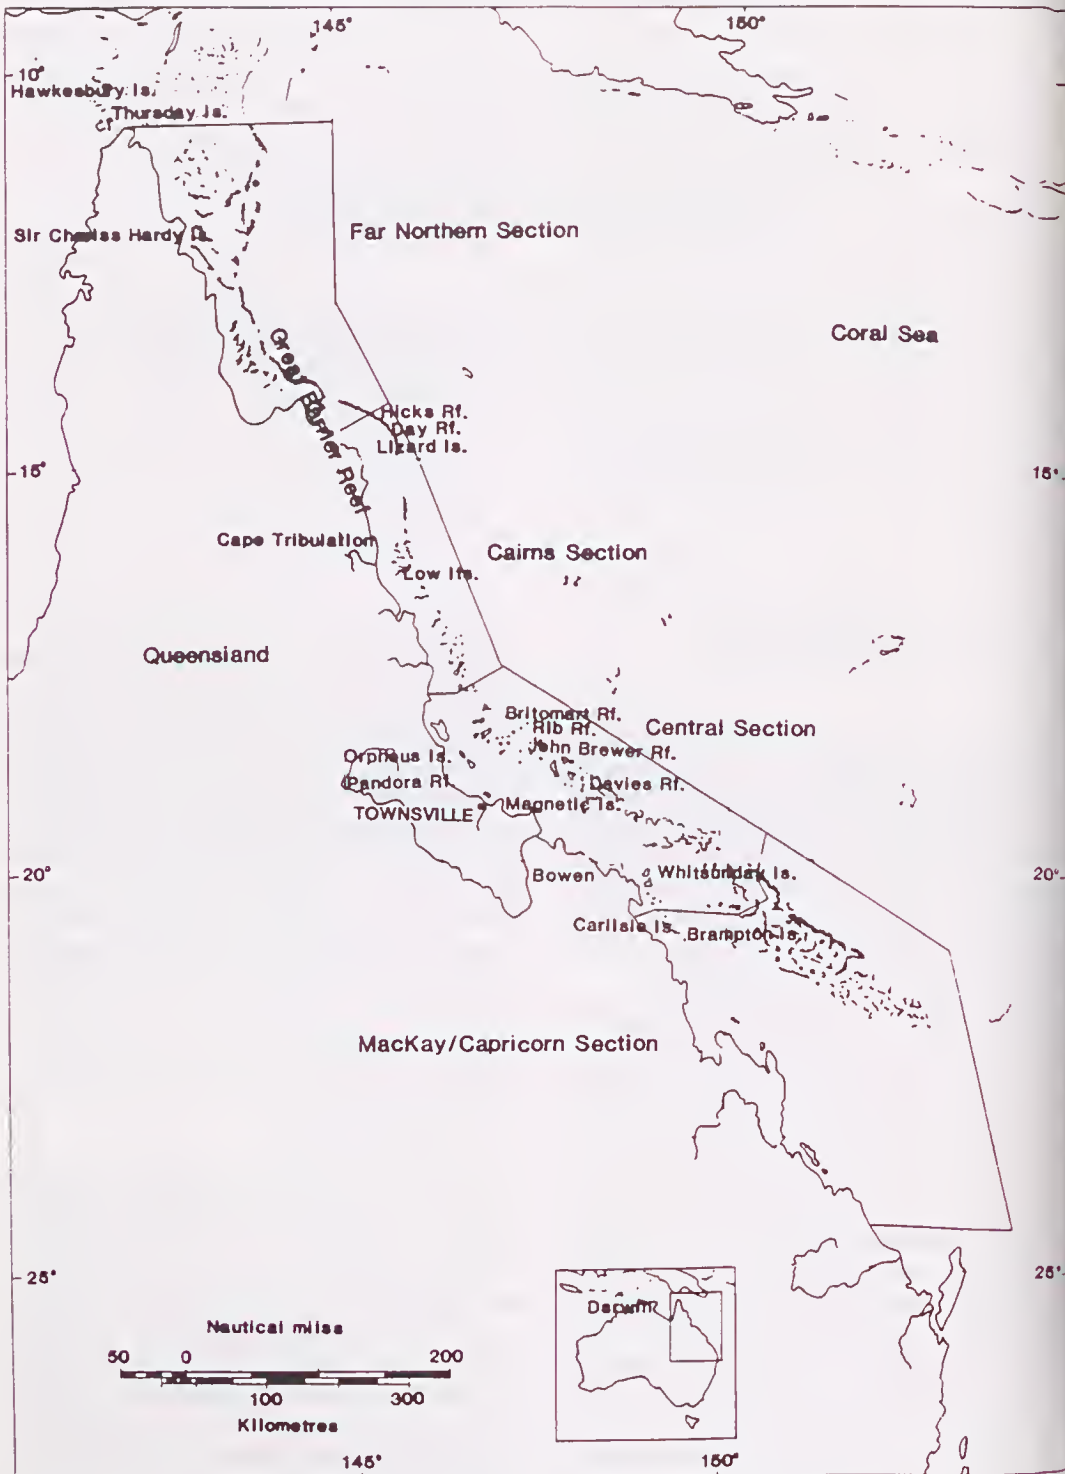 145°
150°
10°
Hawkesbury Is.
Thursday Is.
Sir Charles Hardy Is.
Far Northern Section
Coral Sea
Great Barrier Reef
Hicks Rf.
Day Rf.
Lizard Is.
15°
15°
Cape Tribulation
Cairns Section
Low Its.
Queensland
Britomart Rf.
Rib Rf.
John Brewer Rf.
Central Section
Orpheus Is.
Pandora Rf.
Davies Rf.
Magnetic Is.
TOWNSVILLE
20°
Bowen
Whitsunday Is.
20°
Carlisle Is.
Brampton Is.
MacKay/Capricorn Section
25°
25°
Darwin
Nautical miles
50 0 200
100 300
Kilometres
145°
150°